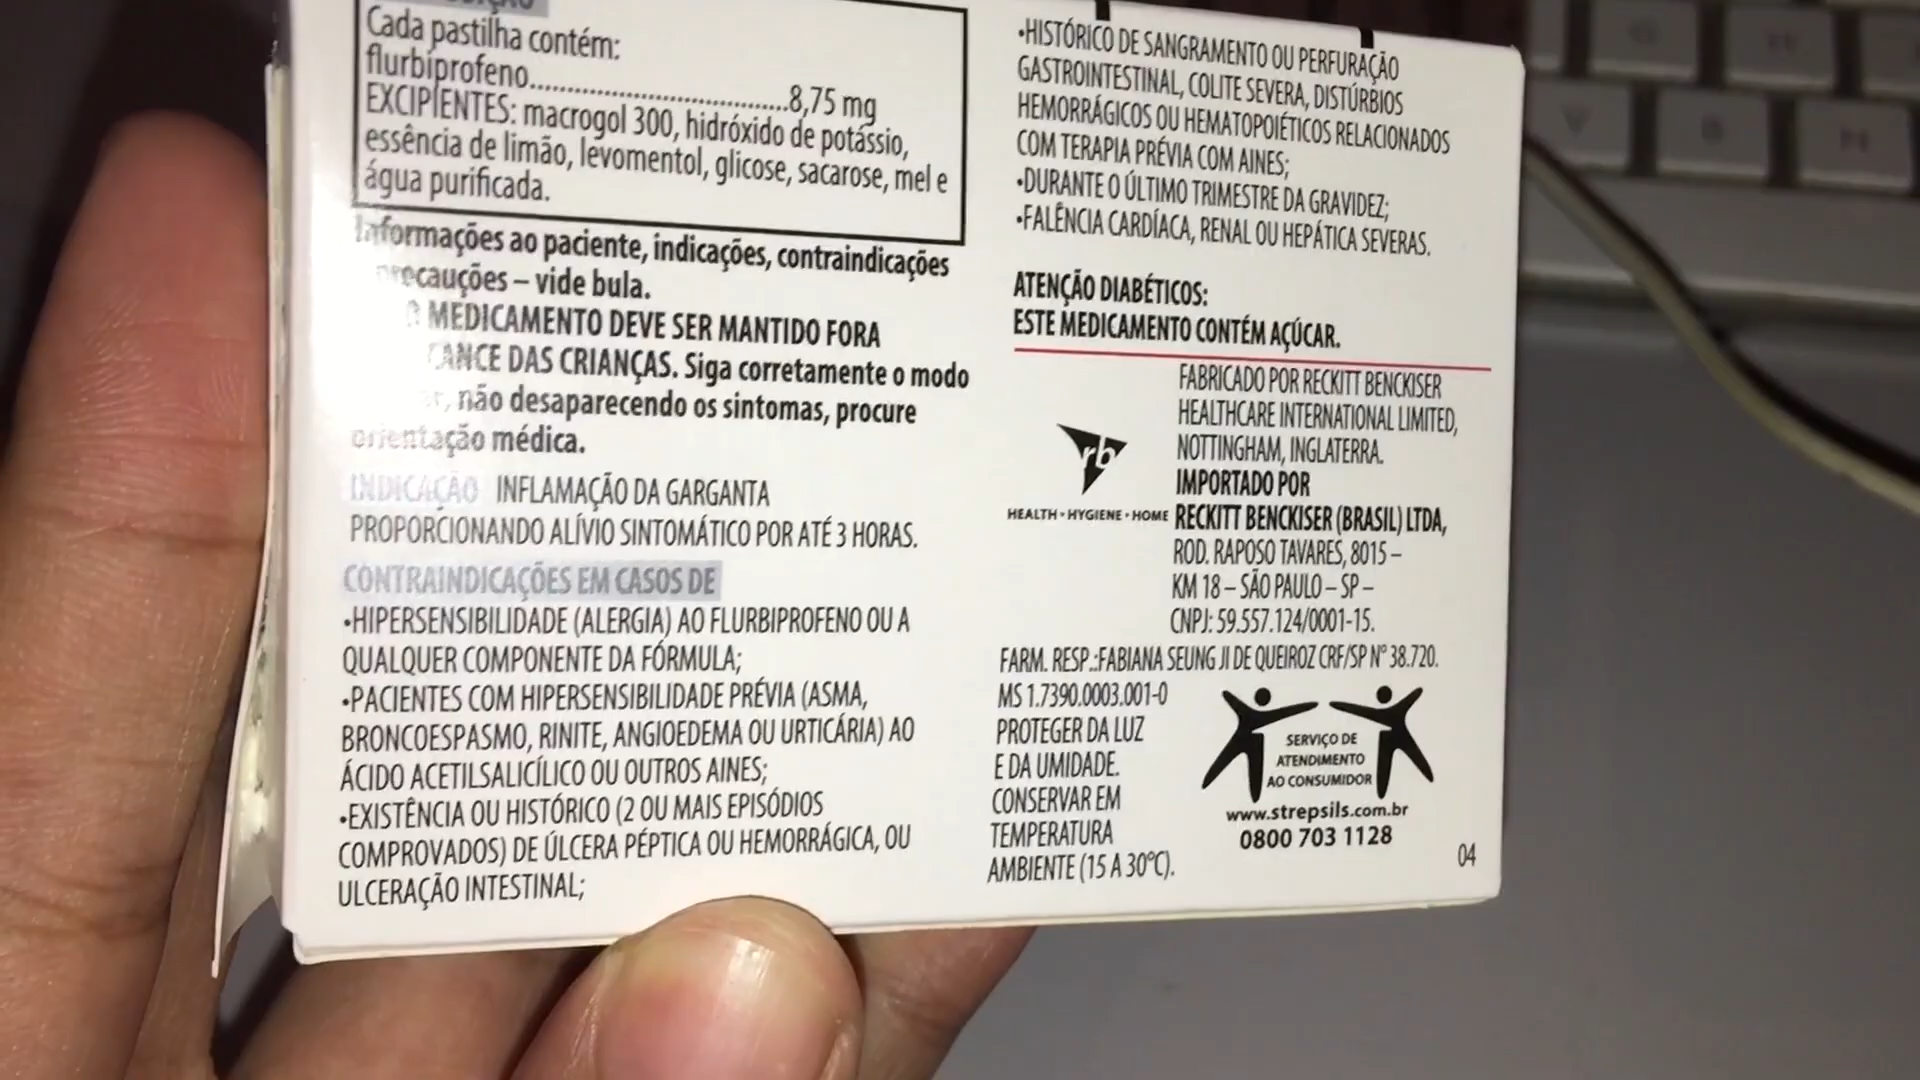 Cada pastilha contém:
flurbiprofeno........................................8,75 mg
EXCIPIENTES: macrogol 300, hidróxido de potássio,
essência de limão, levomentol, glicose, sacarose, mel e
água purificada.
Informações ao paciente, indicações, contraindicações
precauções – vide bula.
MEDICAMENTO DEVE SER MANTIDO FORA
DAS CRIANÇAS. Siga corretamente o modo
não desaparecendo os sintomas, procure
orientação médica.
INDICAÇÃO INFLAMAÇÃO DA GARGANTA
PROPORCIONANDO ALÍVIO SINTOMÁTICO POR ATÉ 3 HORAS.
CONTRAINDICAÇÕES EM CASOS DE
•HIPERSENSIBILIDADE (ALERGIA) AO FLURBIPROFENO OU A
QUALQUER COMPONENTE DA FÓRMULA;
•PACIENTES COM HIPERSENSIBILIDADE PRÉVIA (ASMA,
BRONCOESPASMO, RINITE, ANGIOEDEMA OU URTICÁRIA) AO
ÁCIDO ACETILSALICÍLICO OU OUTROS AINES;
•EXISTÊNCIA OU HISTÓRICO (2 OU MAIS EPISÓDIOS
COMPROVADOS) DE ÚLCERA PÉPTICA OU HEMORRÁGICA, OU
ULCERAÇÃO INTESTINAL;
•HISTÓRICO DE SANGRAMENTO OU PERFURAÇÃO
GASTROINTESTINAL, COLITE SEVERA, DISTÚRBIOS
HEMORRÁGICOS OU HEMATOPOIÉTICOS RELACIONADOS
COM TERAPIA PRÉVIA COM AINES;
•DURANTE O ÚLTIMO TRIMESTRE DA GRAVIDEZ;
•FALÊNCIA CARDÍACA, RENAL OU HEPÁTICA SEVERAS.
ATENÇÃO DIABÉTICOS:
ESTE MEDICAMENTO CONTÉM AÇÚCAR.
rb
HEALTH • HYGIENE • HOME
FABRICADO POR RECKITT BENCKISER
HEALTHCARE INTERNATIONAL LIMITED,
NOTTINGHAM, INGLATERRA.
IMPORTADO POR
RECKITT BENCKISER (BRASIL) LTDA,
ROD. RAPOSO TAVARES, 8015 –
KM 18 – SÃO PAULO – SP –
CNPJ: 59.557.124/0001-15.
FARM. RESP.:FABIANA SEUNG JI DE QUEIROZ CRF/SP Nº 38.720.
MS 1.7390.0003.001-0
PROTEGER DA LUZ
E DA UMIDADE.
CONSERVAR EM
TEMPERATURA
AMBIENTE (15 A 30ºC).
SERVIÇO DE
ATENDIMENTO
AO CONSUMIDOR
www.strepsils.com.br
0800 703 1128
04